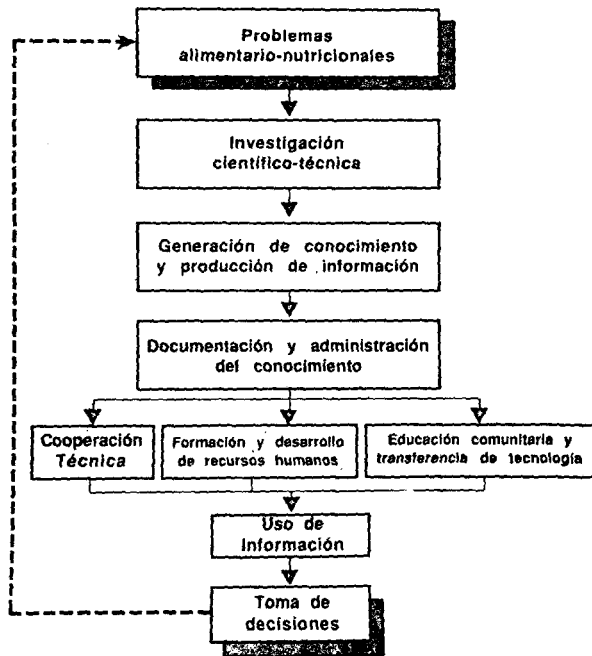 Problemas
alimentario-nutricionales
Investigación
científico-técnica
Generación de conocimiento
y producción de información
Documentación y administración
del conocimiento
Cooperación
Técnica
Formación y desarrollo
de recursos humanos
Educación comunitaria y
transferencia de tecnología
Uso de
Información
Toma de
decisiones